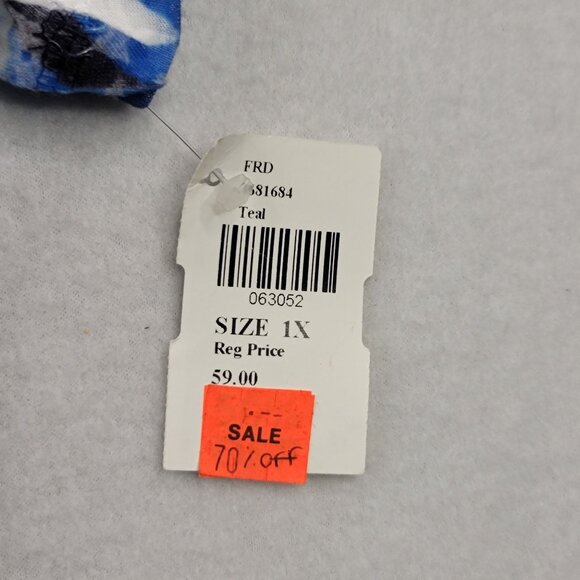 FRD
681684
Teal
063052
SIZE 1X
Reg Price
59.00
SALE
70% off